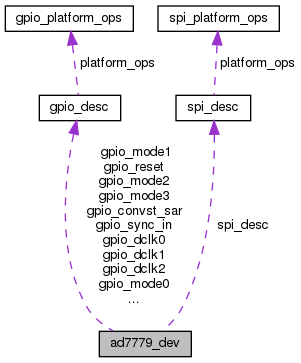 gpio_platform_ops
spi_platform_ops
platform_ops
platform_ops
gpio_desc
spi_desc
gpio_mode1
gpio_reset
gpio_mode2
gpio_mode3
gpio_convst_sar
gpio_sync_in
gpio_dclk0
gpio_dclk1
gpio_dclk2
gpio_mode0
...
spi_desc
ad7779_dev